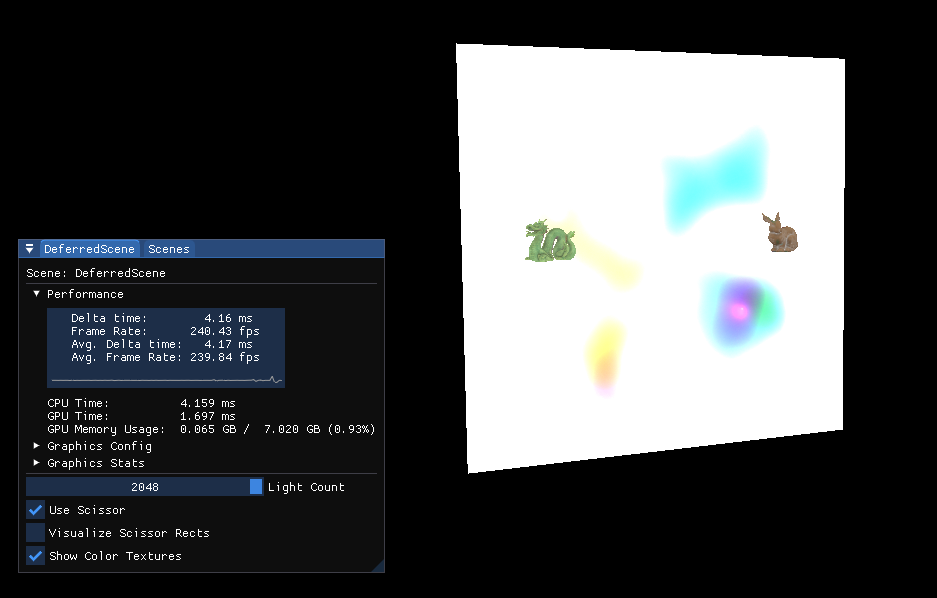 DeferredScene Scenes
Scene: DeferredScene
Performance
Delta time: 4.16 ms
Frame Rate: 240.43 fps
Avg. Delta time: 4.17 ms
Avg. Frame Rate: 239.84 fps
CPU Time: 4.159 ms
GPU Time: 1.697 ms
GPU Memory Usage: 0.065 GB / 7.020 GB (0.93%)
Graphics Config
Graphics Stats
2048 Light Count
Use Scissor
Visualize Scissor Rects
Show Color Textures